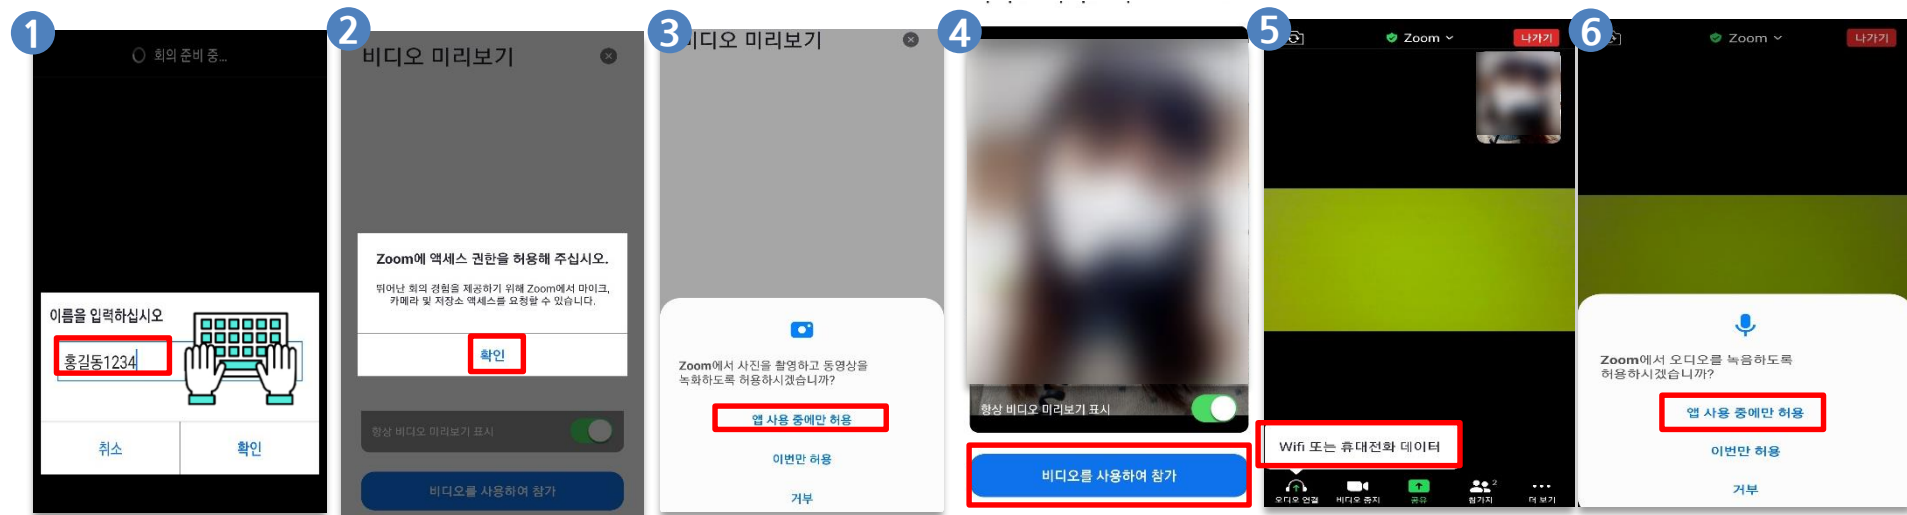 1
회의 준비 중...
이름을 입력하십시오
홍길동1234
취소
확인
2
비디오 미리보기
Zoom에 액세스 권한을 허용해 주십시오.
뛰어난 회의 경험을 제공하기 위해 Zoom에서 마이크,
카메라 및 저장소 액세스를 요청할 수 있습니다.
확인
항상 비디오 미리보기 표시
비디오를 사용하여 참가
3
비디오 미리보기
Zoom에서 사진을 촬영하고 동영상을
녹화하도록 허용하시겠습니까?
앱 사용 중에만 허용
이번만 허용
거부
4
항상 비디오 미리보기 표시
비디오를 사용하여 참가
5
Zoom
나가기
Wifi 또는 휴대전화 데이터
오디오 연결
비디오 중지
공유
참가자
2
더 보기
6
Zoom
나가기
Zoom에서 오디오를 녹음하도록
허용하시겠습니까?
앱 사용 중에만 허용
이번만 허용
거부